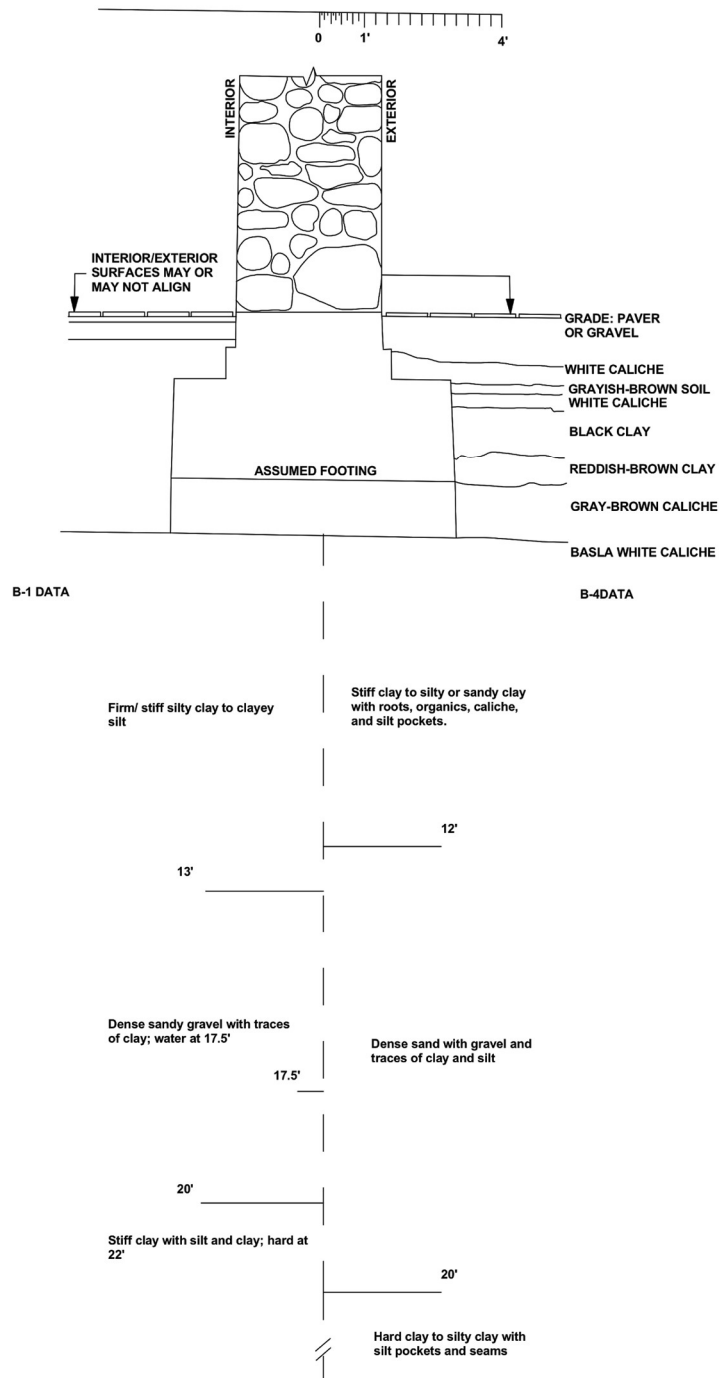 0 1' 4'
INTERIOR
EXTERIOR
INTERIOR/EXTERIOR
SURFACES MAY OR
MAY NOT ALIGN
GRADE: PAVER
OR GRAVEL
WHITE CALICHE
GRAYISH-BROWN SOIL
WHITE CALICHE
BLACK CLAY
REDDISH-BROWN CLAY
ASSUMED FOOTING
GRAY-BROWN CALICHE
BASLA WHITE CALICHE
B-1 DATA
B-4DATA
Firm/ stiff silty clay to clayey
silt
Stiff clay to silty or sandy clay
with roots, organics, caliche,
and silt pockets.
12'
13'
Dense sandy gravel with traces
of clay; water at 17.5'
Dense sand with gravel and
traces of clay and silt
17.5'
20'
Stiff clay with silt and clay; hard at
22'
20'
Hard clay to silty clay with
silt pockets and seams